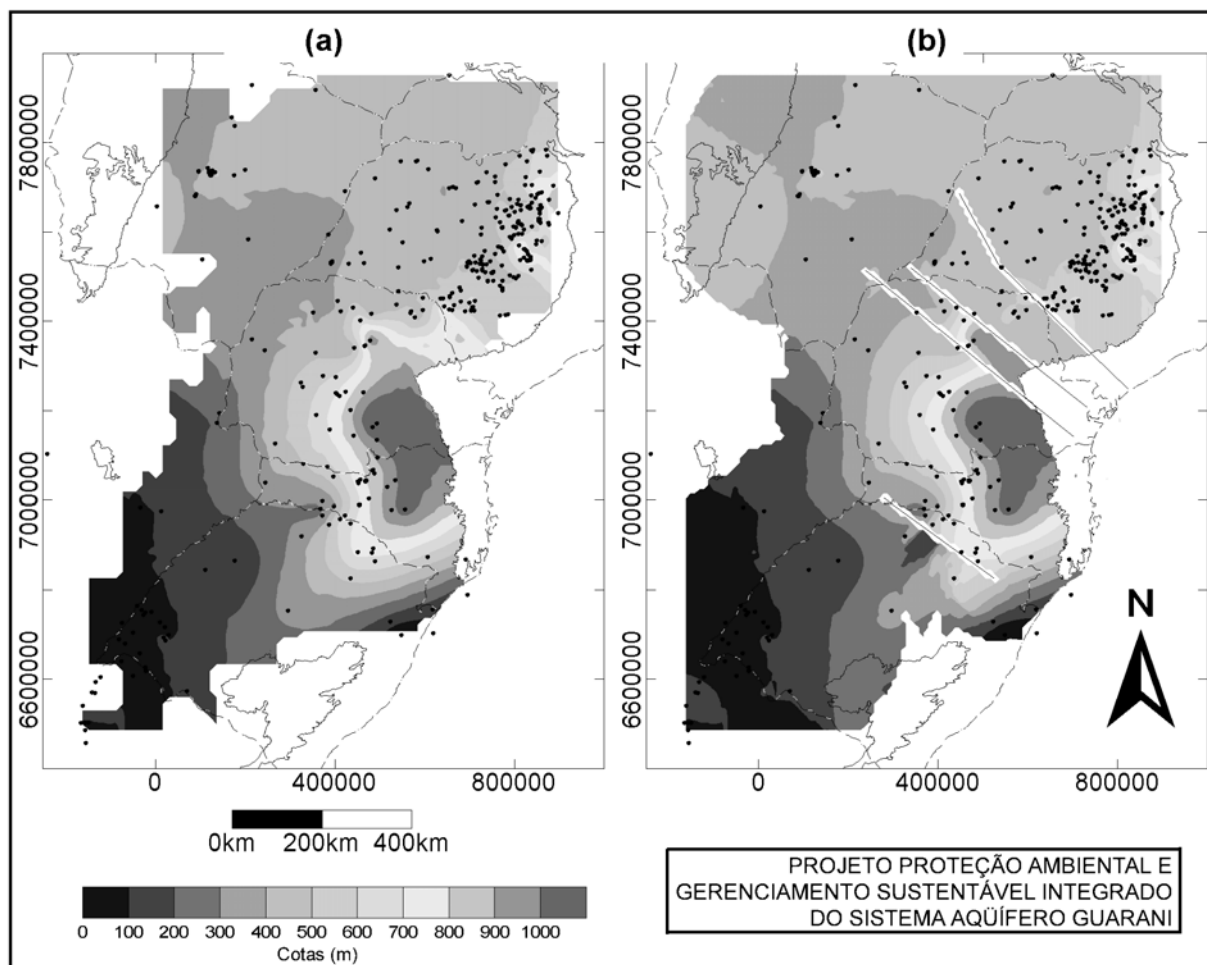 (a)
(b)
7800000
7400000
7000000
6600000
7800000
7400000
7000000
6600000
N
0
400000
800000
0
400000
800000
0km
200km
400km
0 100 200 300 400 500 600 700 800 900 1000
Cotas (m)
PROJETO PROTEÇÃO AMBIENTAL E
GERENCIAMENTO SUSTENTÁVEL INTEGRADO
DO SISTEMA AQÜÍFERO GUARANI